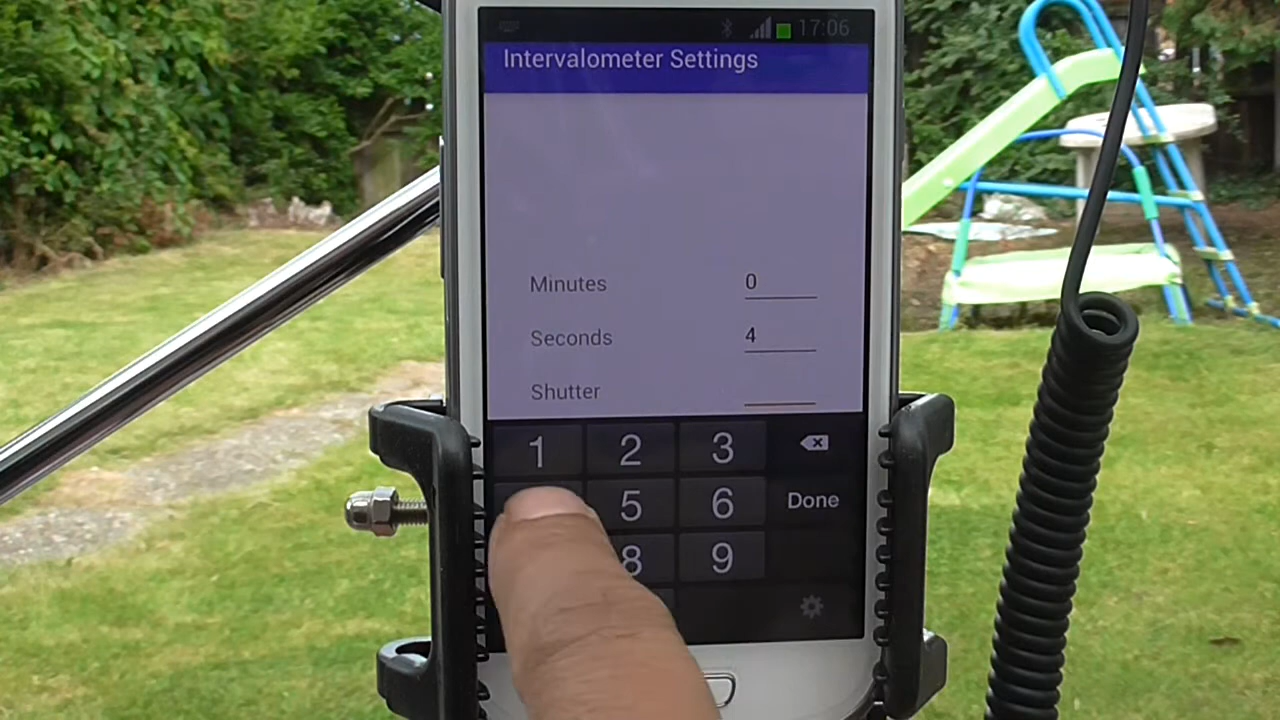 17:06
Intervalometer Settings
Minutes 0
Seconds 4
Shutter
1 2 3
5 6 Done
8 9